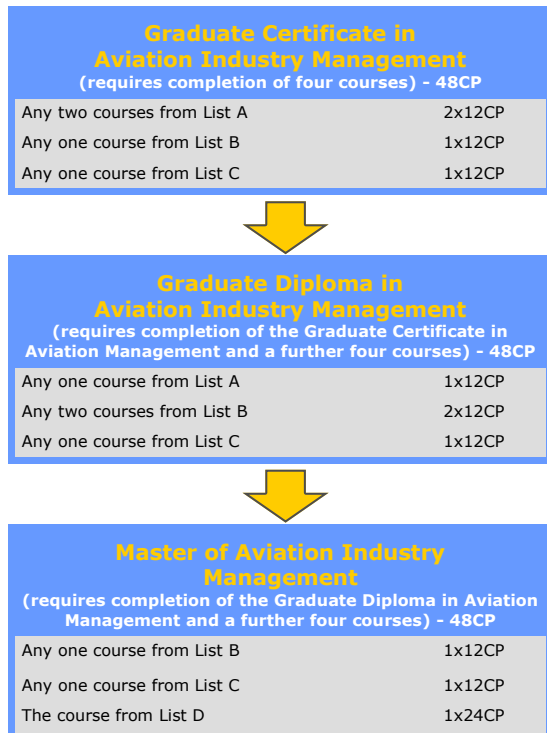 Graduate Certificate in
Aviation Industry Management
(requires completion of four courses) - 48CP
Any two courses from List A 2x12CP
Any one course from List B 1x12CP
Any one course from List C 1x12CP
Graduate Diploma in
Aviation Industry Management
(requires completion of the Graduate Certificate in
Aviation Management and a further four courses) - 48CP
Any one course from List A 1x12CP
Any two courses from List B 2x12CP
Any one course from List C 1x12CP
Master of Aviation Industry
Management
(requires completion of the Graduate Diploma in Aviation
Management and a further four courses) - 48CP
Any one course from List B 1x12CP
Any one course from List C 1x12CP
The course from List D 1x24CP